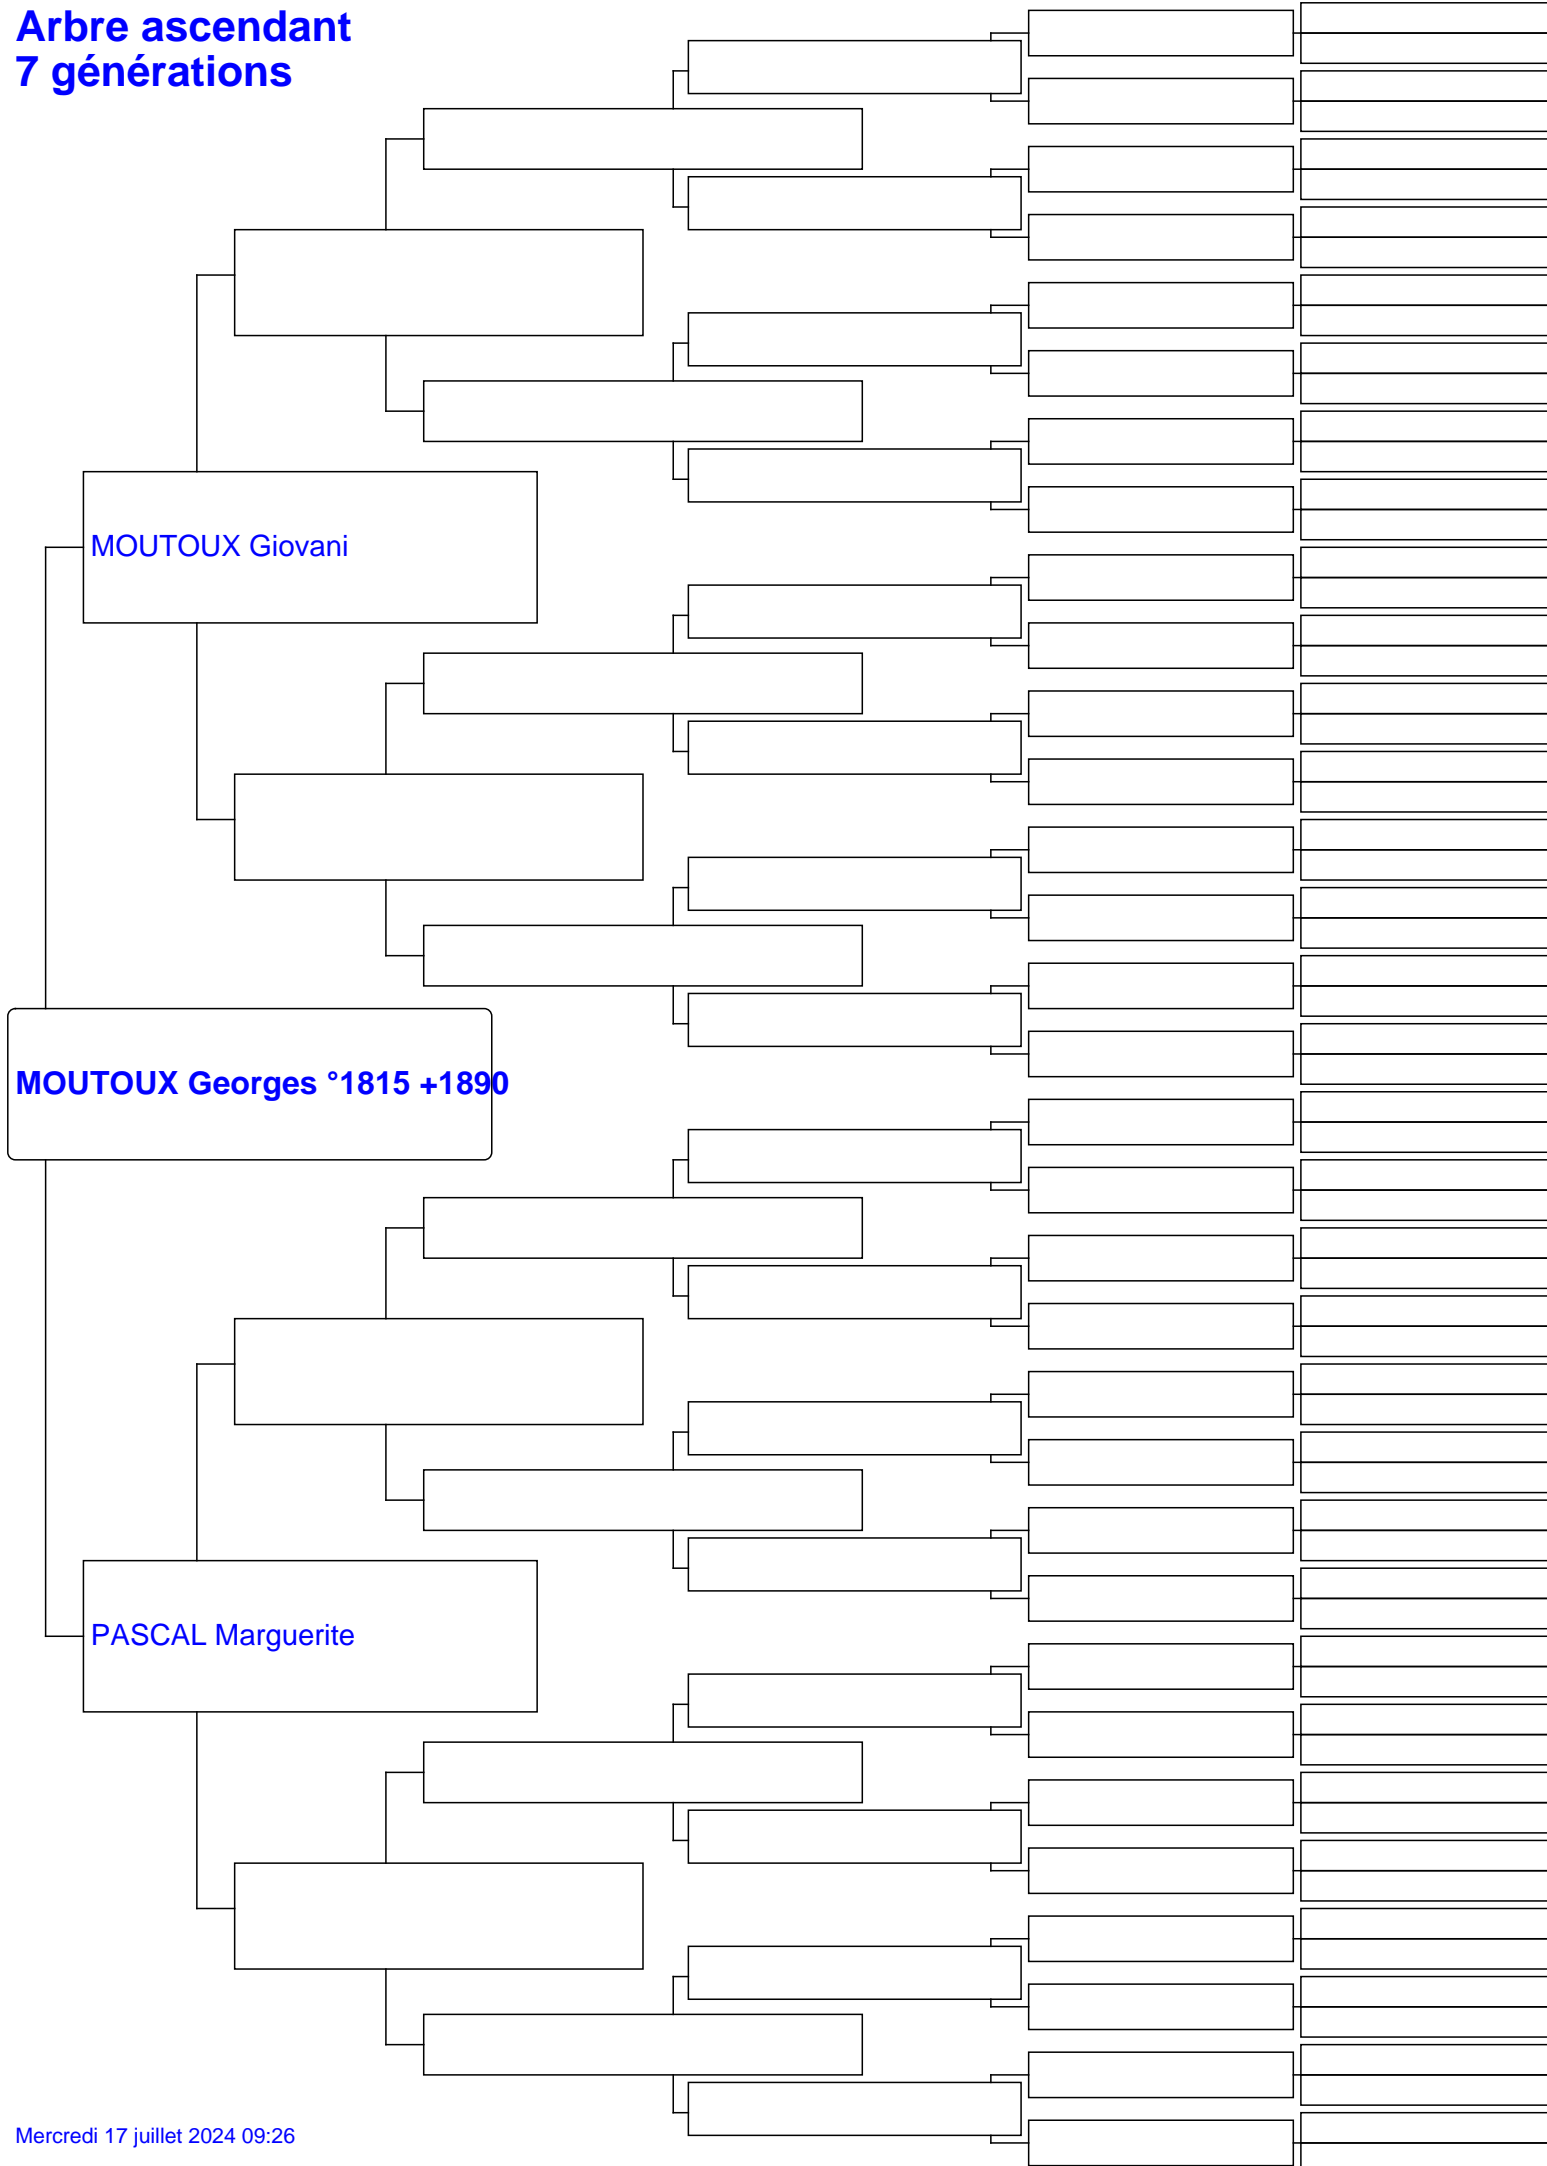 Arbre ascendant
7 générations
MOUTOUX Giovani
MOUTOUX Georges °1815 +1890
PASCAL Marguerite
Mercredi 17 juillet 2024 09:26